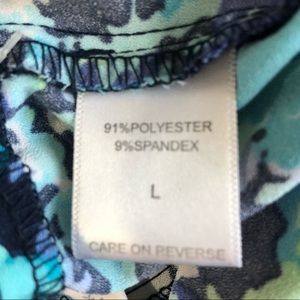 91%POLYESTER
9%SPANDEX
L
CARE ON REVERSE